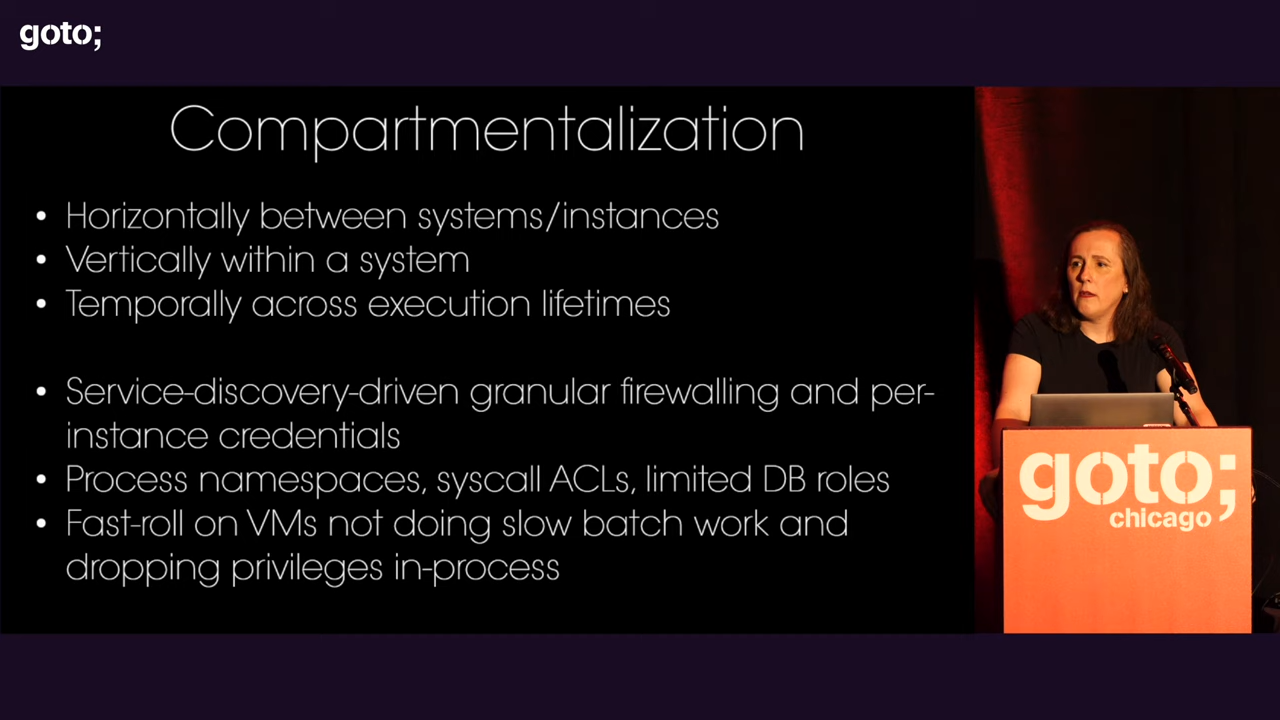 goto;
Compartmentalization
• Horizontally between systems/instances
• Vertically within a system
• Temporally across execution lifetimes
• Service-discovery-driven granular firewalling and per-
instance credentials
• Process namespaces, syscall ACLs, limited DB roles
• Fast-roll on VMs not doing slow batch work and
dropping privileges in-process
goto;
chicago